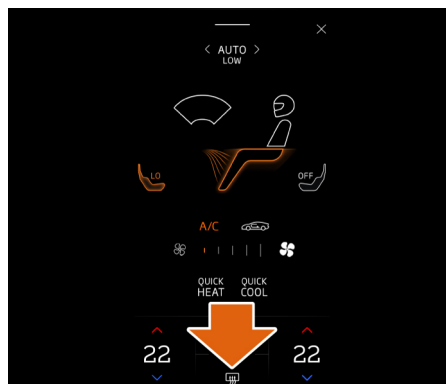 < AUTO >
LOW
LO
OFF
A/C
QUICK HEAT
QUICK COOL
22
22